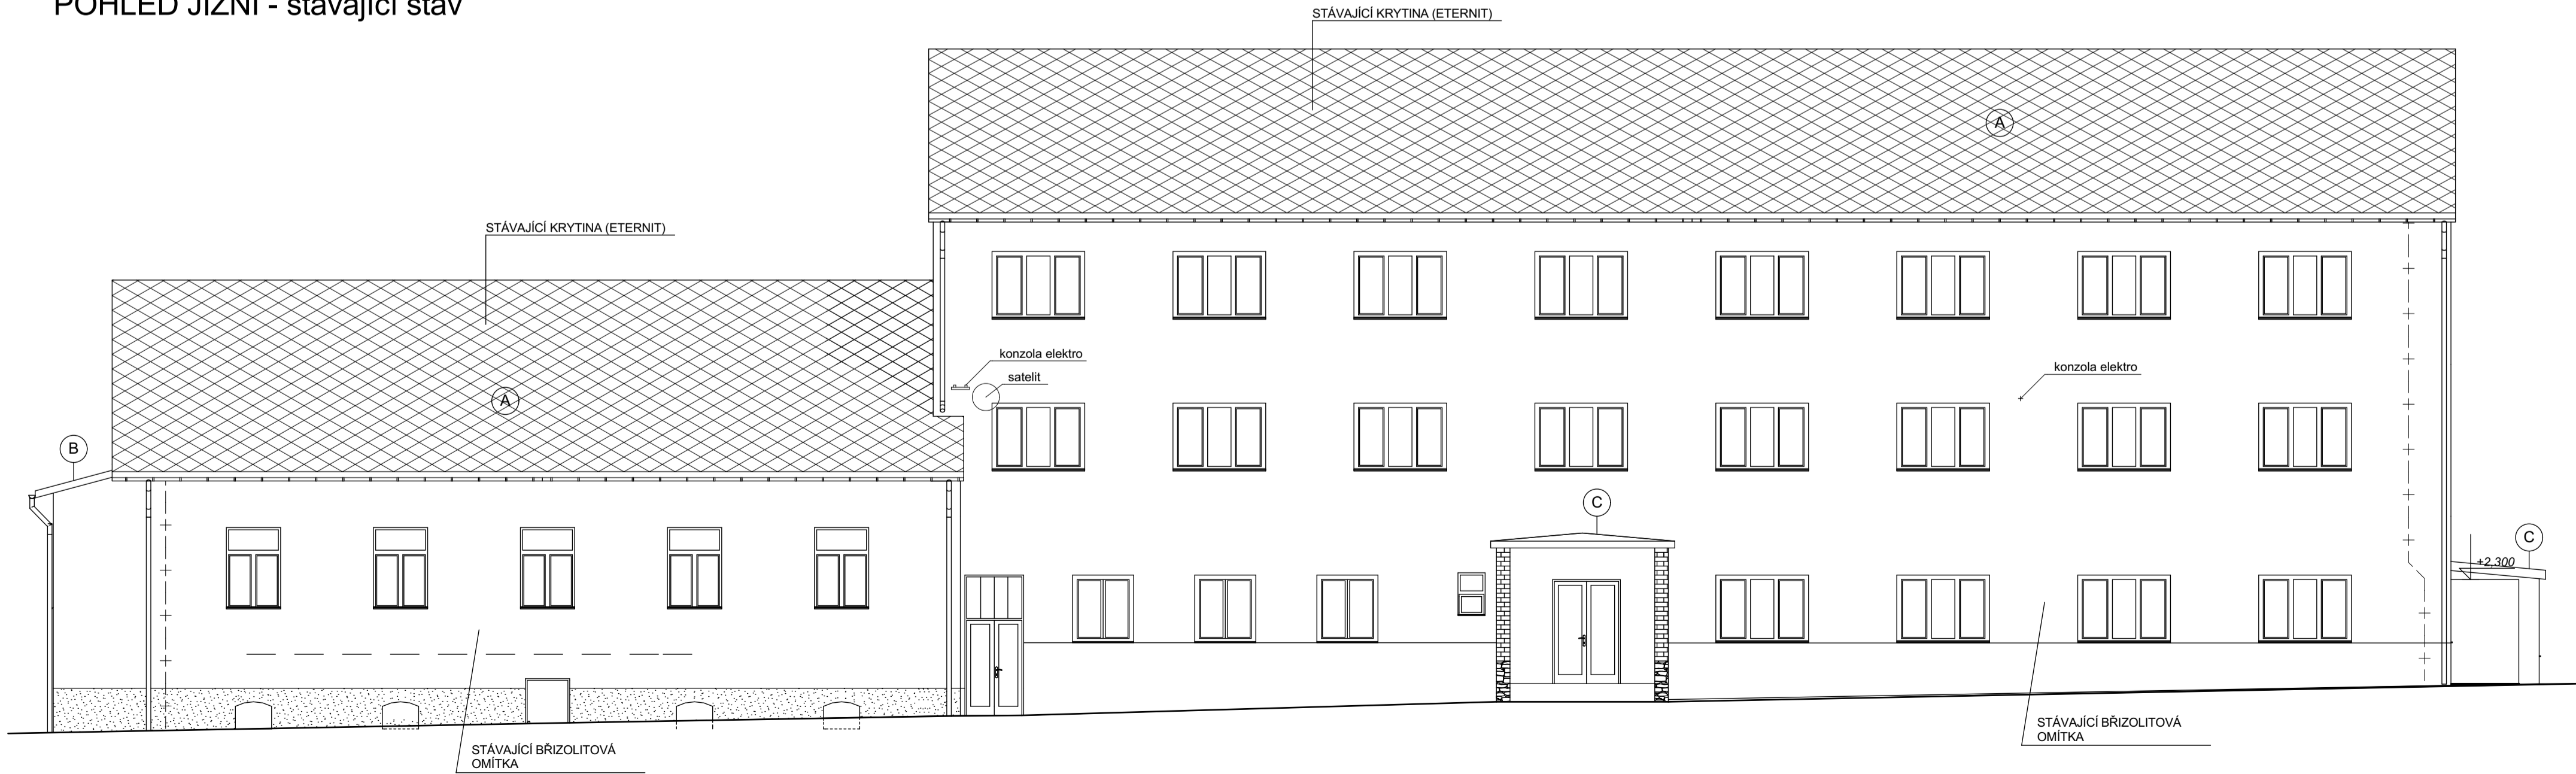 POHLED JIŽNÍ - stávající stav
STÁVAJÍCÍ KRYTINA (ETERNIT)
A
STÁVAJÍCÍ KRYTINA (ETERNIT)
konzola elektro
satelit
konzola elektro
A
B
C
C
+2,300
STÁVAJÍCÍ BŘIZOLITOVÁ
OMÍTKA
STÁVAJÍCÍ BŘIZOLITOVÁ
OMÍTKA